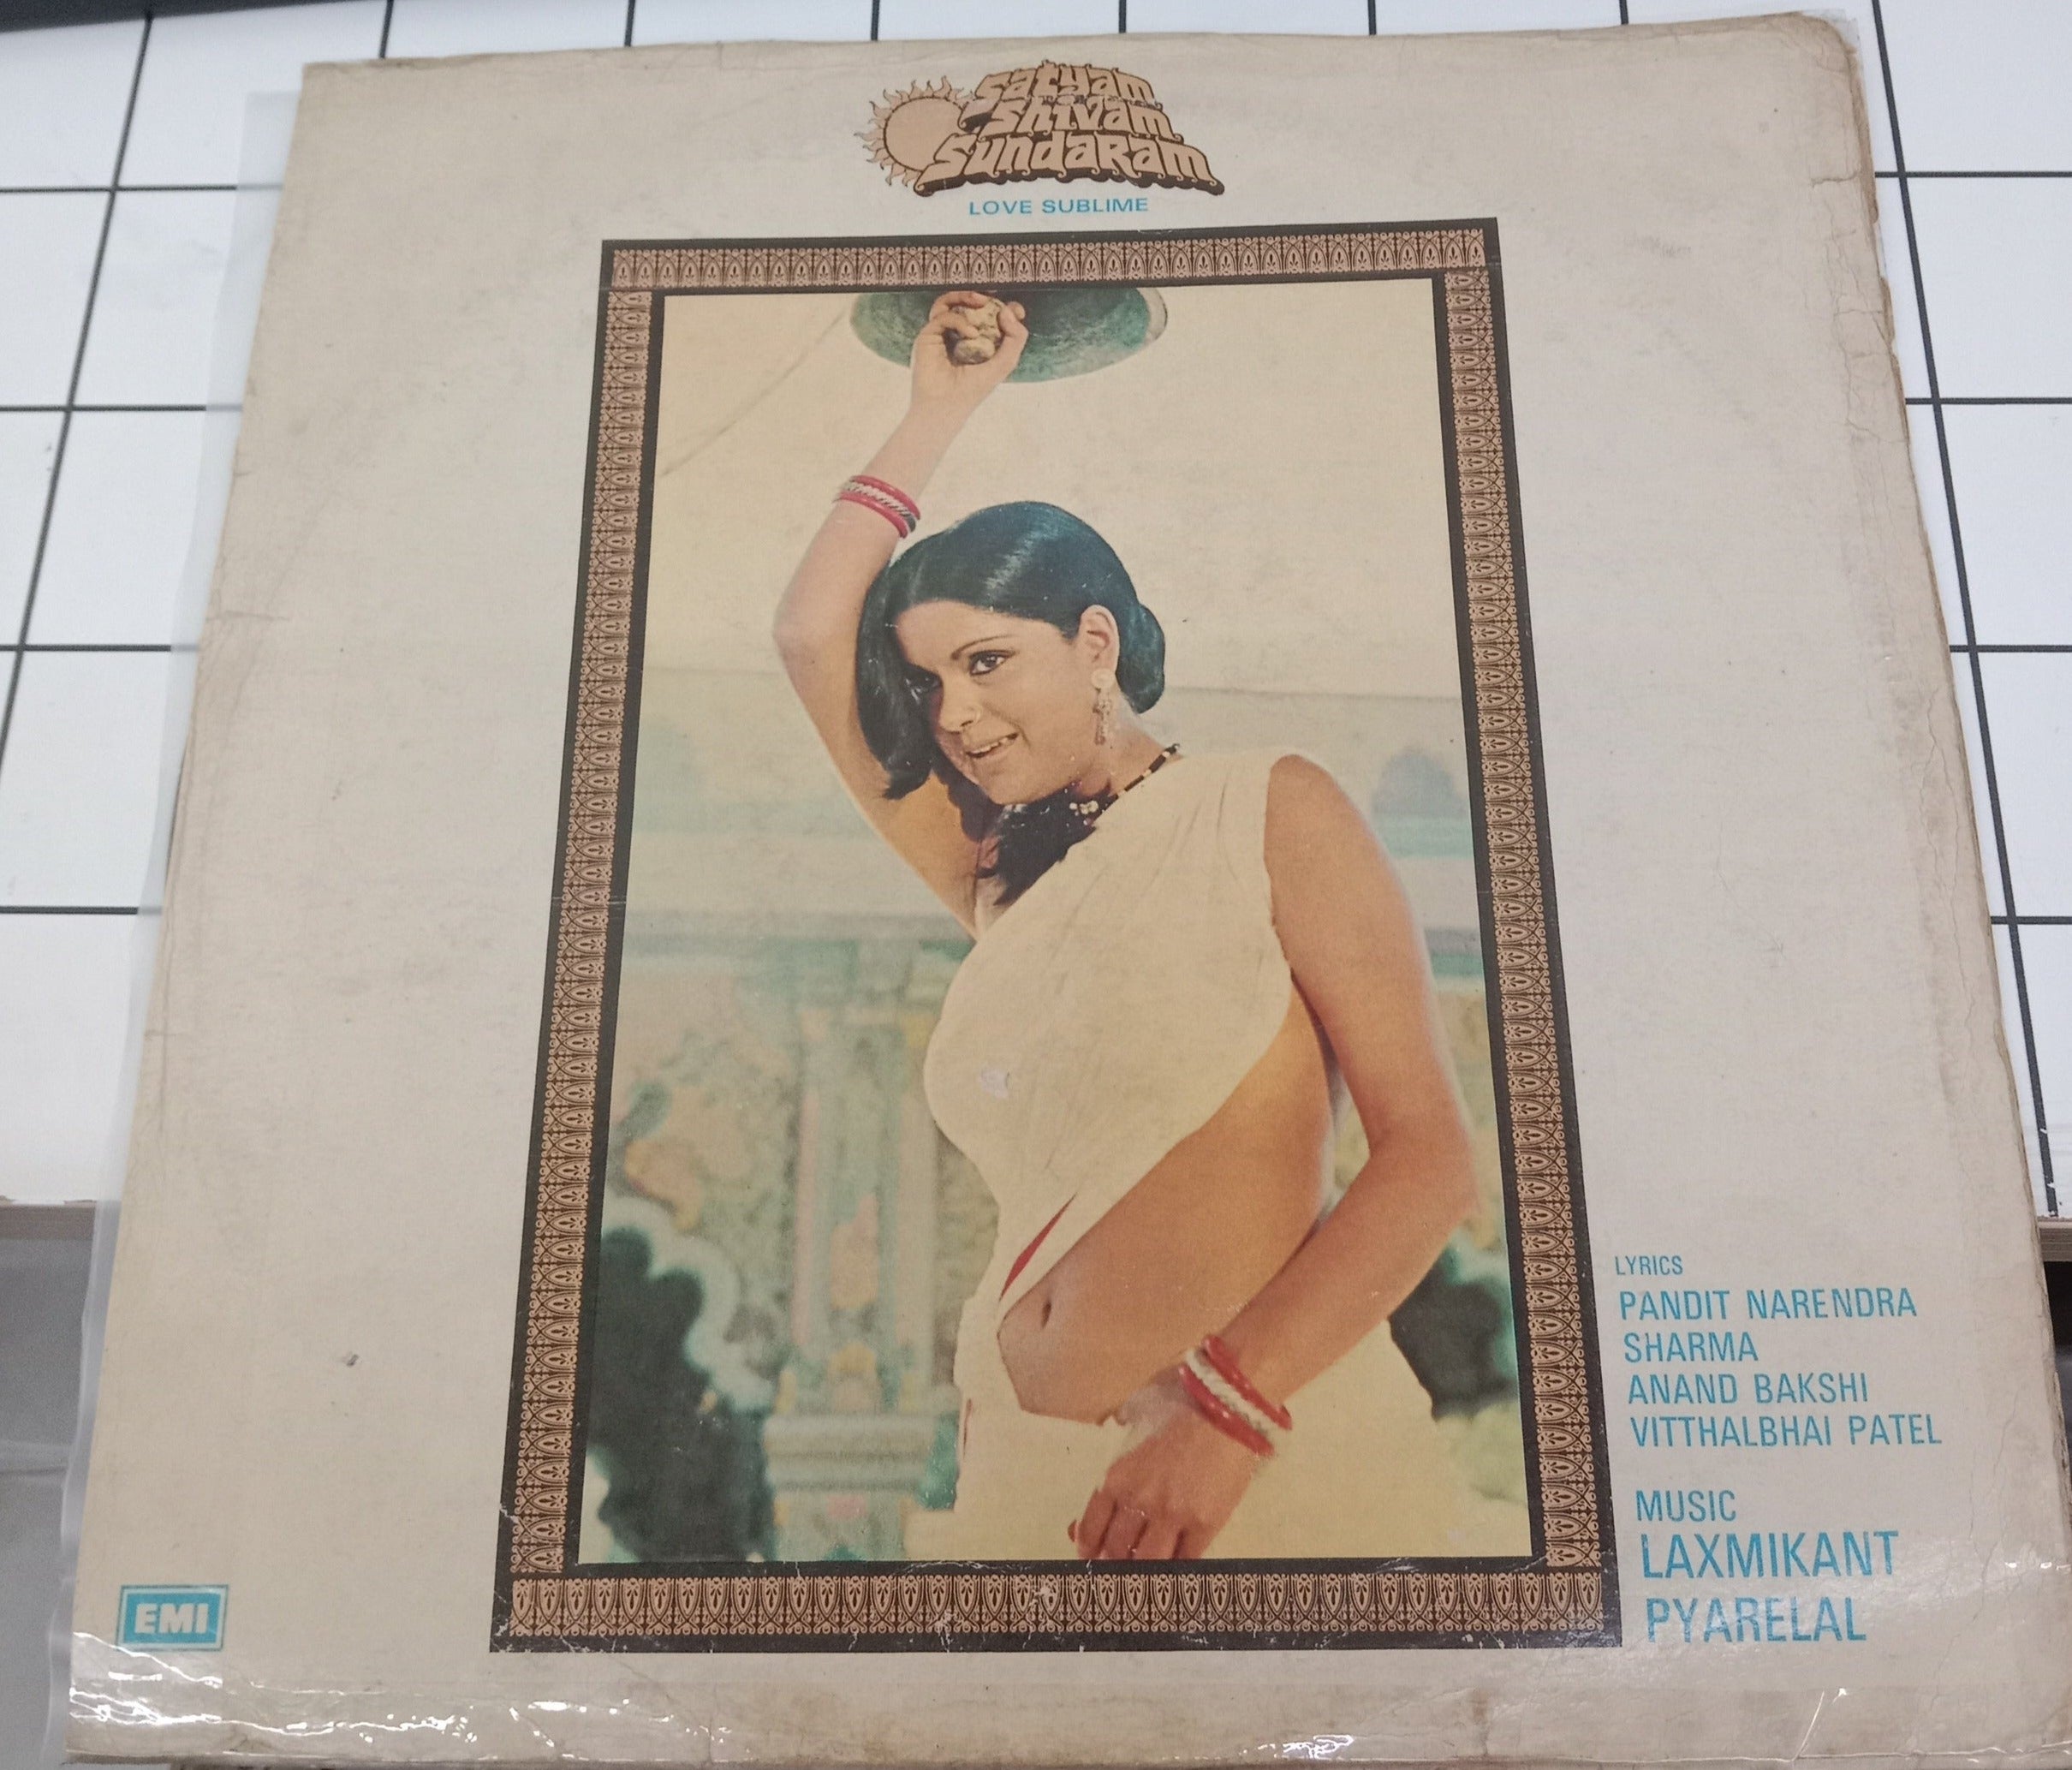 Satyam
Shivam
Sundaram
LOVE SUBLIME
LYRICS
PANDIT NARENDRA
SHARMA
ANAND BAKSHI
VITTHALBHAI PATEL
MUSIC
LAXMIKANT
PYARELAL
EMI